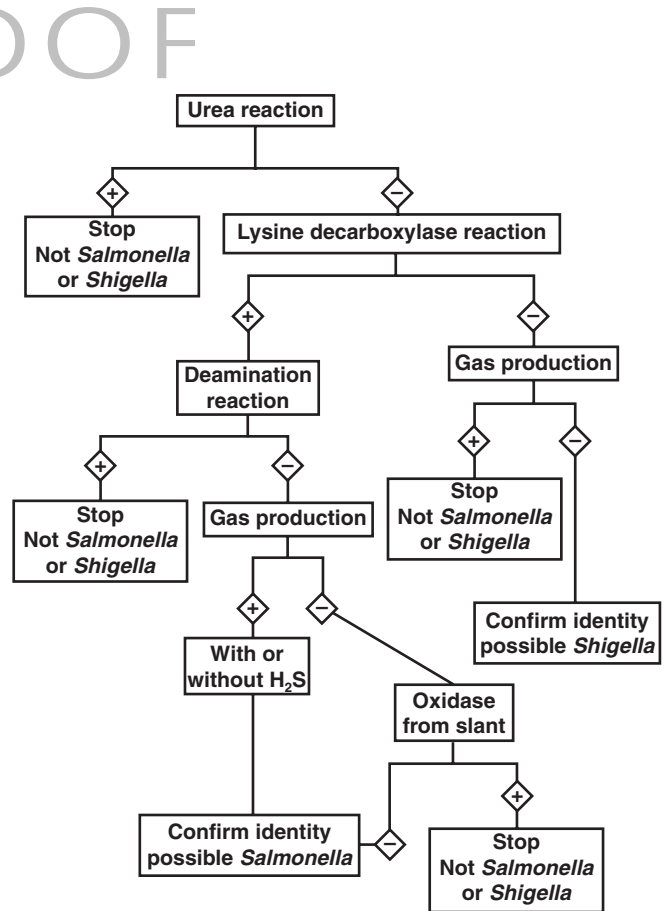 OOF
Urea reaction
+
−
Stop
Not Salmonella
or Shigella
Lysine decarboxylase reaction
+
−
Deamination
reaction
Gas production
+
−
+
−
Stop
Not Salmonella
or Shigella
Gas production
Stop
Not Salmonella
or Shigella
+
−
Confirm identity
possible Shigella
With or
without H₂S
Oxidase
from slant
+
Confirm identity
possible Salmonella
−
Stop
Not Salmonella
or Shigella